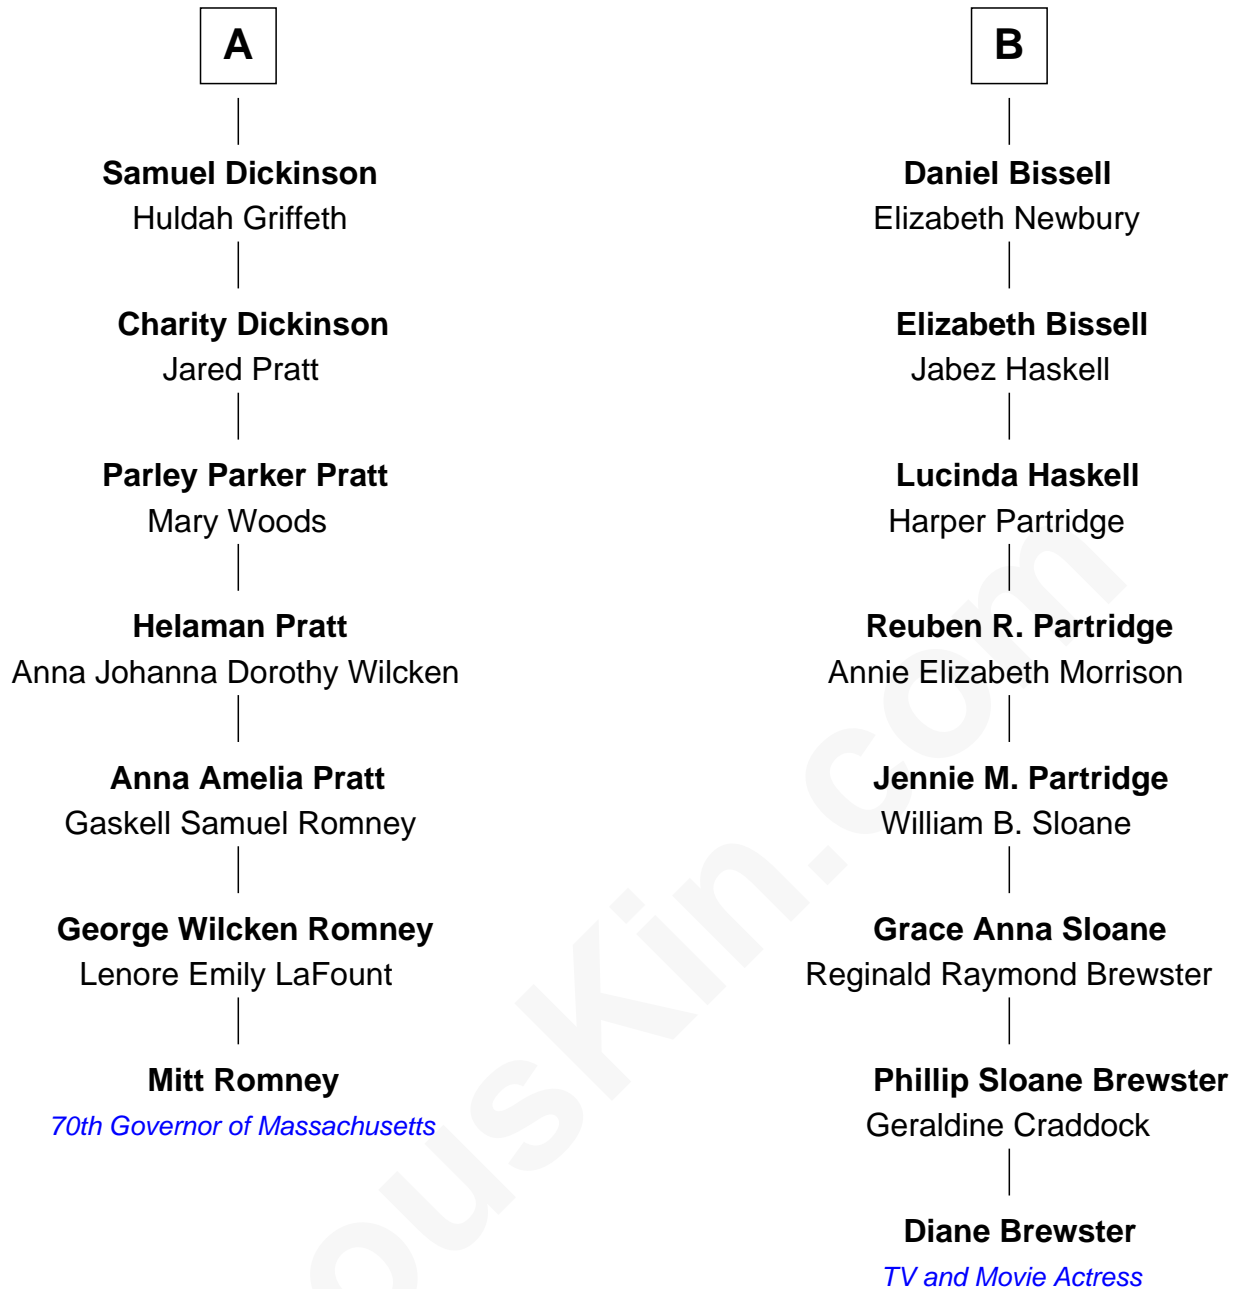 A
Samuel Dickinson
Huldah Griffeth
Charity Dickinson
Jared Pratt
Parley Parker Pratt
Mary Woods
Helaman Pratt
Anna Johanna Dorothy Wilcken
Anna Amelia Pratt
Gaskell Samuel Romney
George Wilcken Romney
Lenore Emily LaFount
Mitt Romney
70th Governor of Massachusetts
B
Daniel Bissell
Elizabeth Newbury
Elizabeth Bissell
Jabez Haskell
Lucinda Haskell
Harper Partridge
Reuben R. Partridge
Annie Elizabeth Morrison
Jennie M. Partridge
William B. Sloane
Grace Anna Sloane
Reginald Raymond Brewster
Phillip Sloane Brewster
Geraldine Craddock
Diane Brewster
TV and Movie Actress
ousKin.com